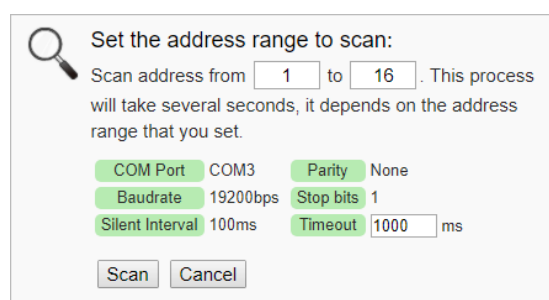 Set the address range to scan:
Scan address from 1 to 16 . This process
will take several seconds, it depends on the address
range that you set.
COM Port COM3 Parity None
Baudrate 19200bps Stop bits 1
Silent Interval 100ms Timeout 1000 ms
Scan Cancel